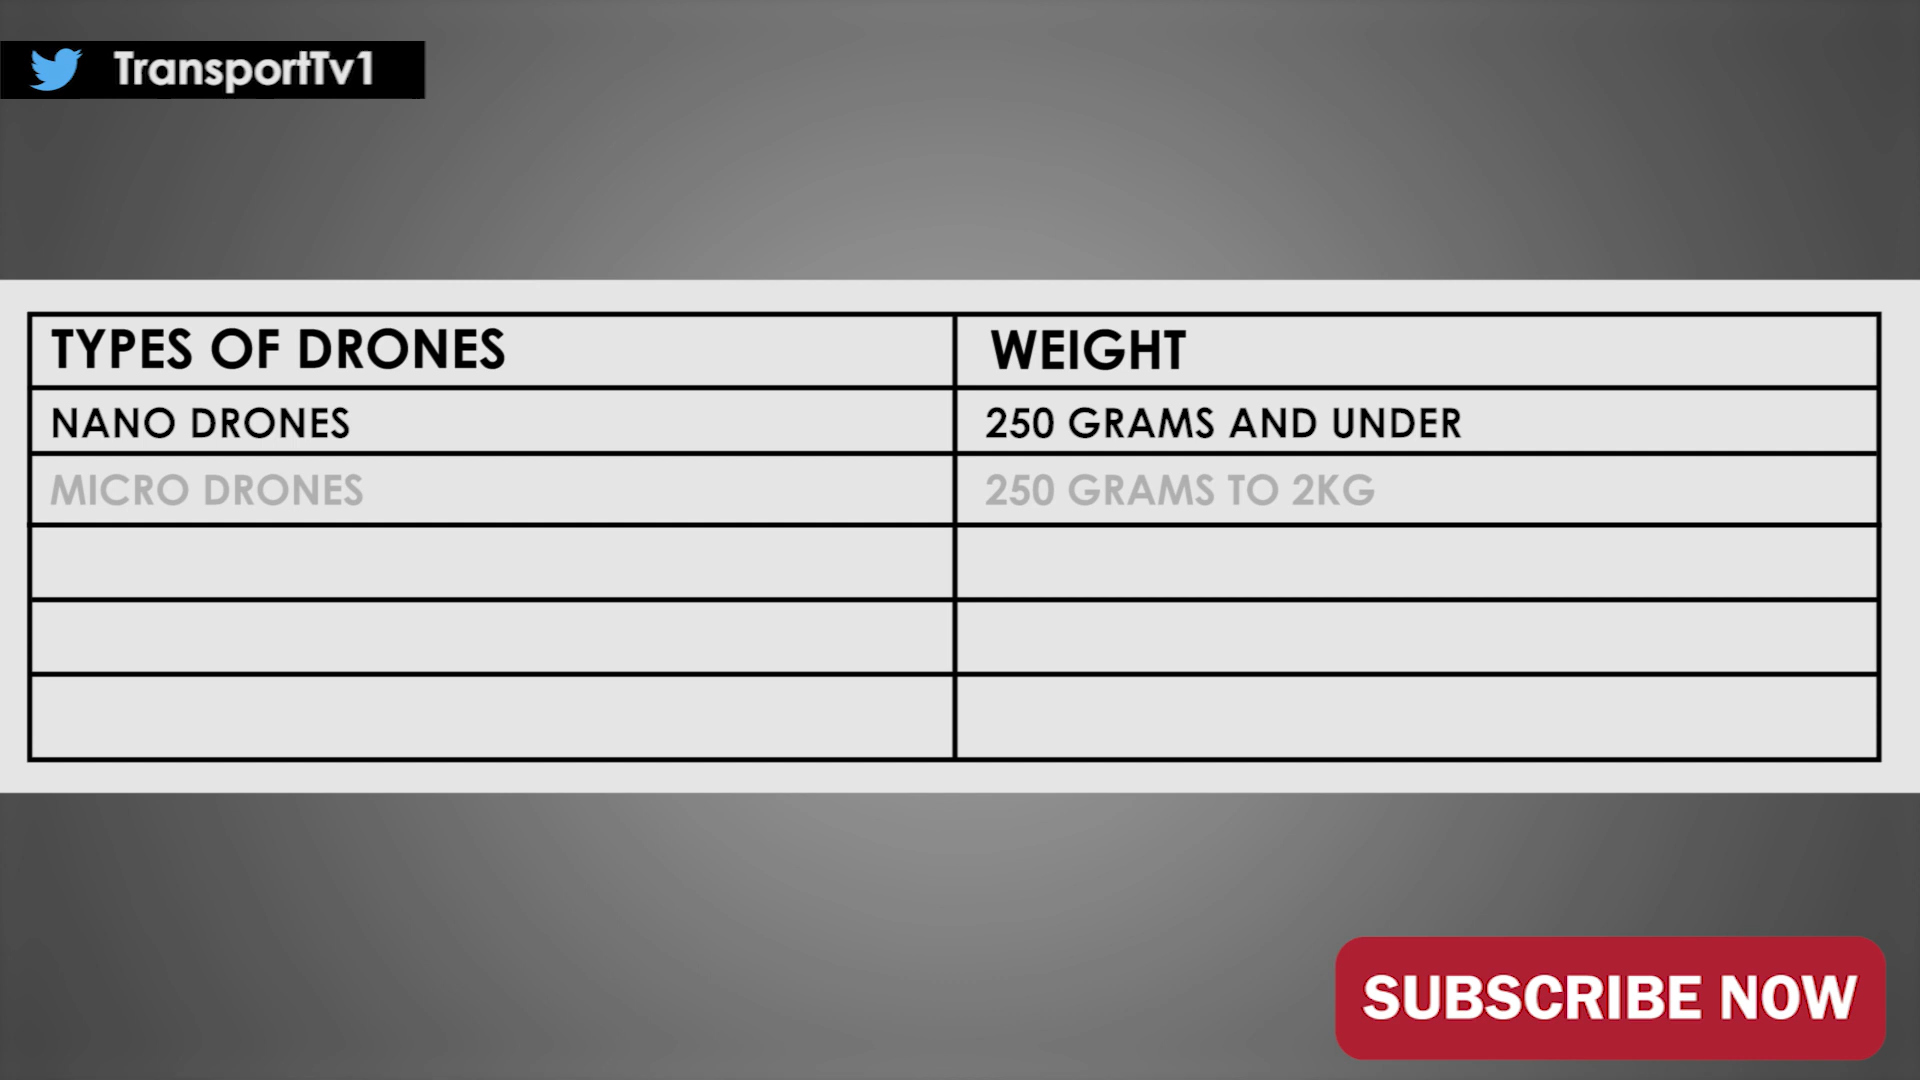 TransportTv1
TYPES OF DRONES WEIGHT
NANO DRONES 250 GRAMS AND UNDER
MICRO DRONES 250 GRAMS TO 2KG
SUBSCRIBE NOW